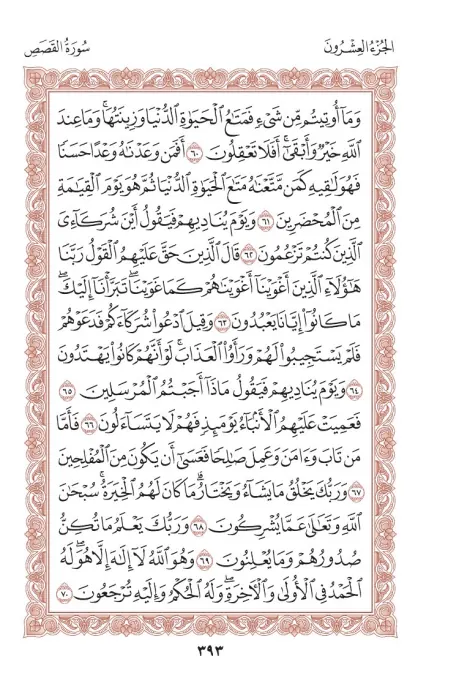 الجُزْءُ العِشْرُونَ
سُورَةُ القَصَصِ
وَمَآ أُوتِيتُم مِّن شَىْءٍ فَمَتَٰعُ ٱلْحَيَوٰةِ ٱلدُّنْيَا وَزِينَتُهَا ۚ وَمَا عِندَ
ٱللَّهِ خَيْرٌ وَأَبْقَىٰٓ ۚ أَفَلَا تَعْقِلُونَ ٦٠ أَفَمَن وَعَدْنَٰهُ وَعْدًا حَسَنًا
فَهُوَ لَٰقِيهِ كَمَن مَّتَّعْنَٰهُ مَتَٰعَ ٱلْحَيَوٰةِ ٱلدُّنْيَا ثُمَّ هُوَ يَوْمَ ٱلْقِيَٰمَةِ
مِنَ ٱلْمُحْضَرِينَ ٦١ وَيَوْمَ يُنَادِيهِمْ فَيَقُولُ أَيْنَ شُرَكَآءِىَ
ٱلَّذِينَ كُنتُمْ تَزْعُمُونَ ٦٢ قَالَ ٱلَّذِينَ حَقَّ عَلَيْهِمُ ٱلْقَوْلُ رَبَّنَا
هَٰٓؤُلَآءِ ٱلَّذِينَ أَغْوَيْنَآ أَغْوَيْنَٰهُمْ كَمَا غَوَيْنَا ۖ تَبَرَّأْنَآ إِلَيْكَ ۖ
مَا كَانُوٓا۟ إِيَّانَا يَعْبُدُونَ ٦٣ وَقِيلَ ٱدْعُوا۟ شُرَكَآءَكُمْ فَدَعَوْهُمْ
فَلَمْ يَسْتَجِيبُوا۟ لَهُمْ وَرَأَوُا۟ ٱلْعَذَابَ ۚ لَوْ أَنَّهُمْ كَانُوا۟ يَهْتَدُونَ
٦٤ وَيَوْمَ يُنَادِيهِمْ فَيَقُولُ مَاذَآ أَجَبْتُمُ ٱلْمُرْسَلِينَ ٦٥
فَعَمِيَتْ عَلَيْهِمُ ٱلْأَنۢبَآءُ يَوْمَئِذٍ فَهُمْ لَا يَتَسَآءَلُونَ ٦٦ فَأَمَّا
مَن تَابَ وَءَامَنَ وَعَمِلَ صَٰلِحًا فَعَسَىٰٓ أَن يَكُونَ مِنَ ٱلْمُفْلِحِينَ
٦٧ وَرَبُّكَ يَخْلُقُ مَا يَشَآءُ وَيَخْتَارُ ۗ مَا كَانَ لَهُمُ ٱلْخِيَرَةُ ۚ سُبْحَٰنَ
ٱللَّهِ وَتَعَٰلَىٰ عَمَّا يُشْرِكُونَ ٦٨ وَرَبُّكَ يَعْلَمُ مَا تُكِنُّ
صُدُورُهُمْ وَمَا يُعْلِنُونَ ٦٩ وَهُوَ ٱللَّهُ لَآ إِلَٰهَ إِلَّا هُوَ ۖ لَهُ
ٱلْحَمْدُ فِى ٱلْأُولَىٰ وَٱلْءَاخِرَةِ ۖ وَلَهُ ٱلْحُكْمُ وَإِلَيْهِ تُرْجَعُونَ ٧٠
٣٩٣